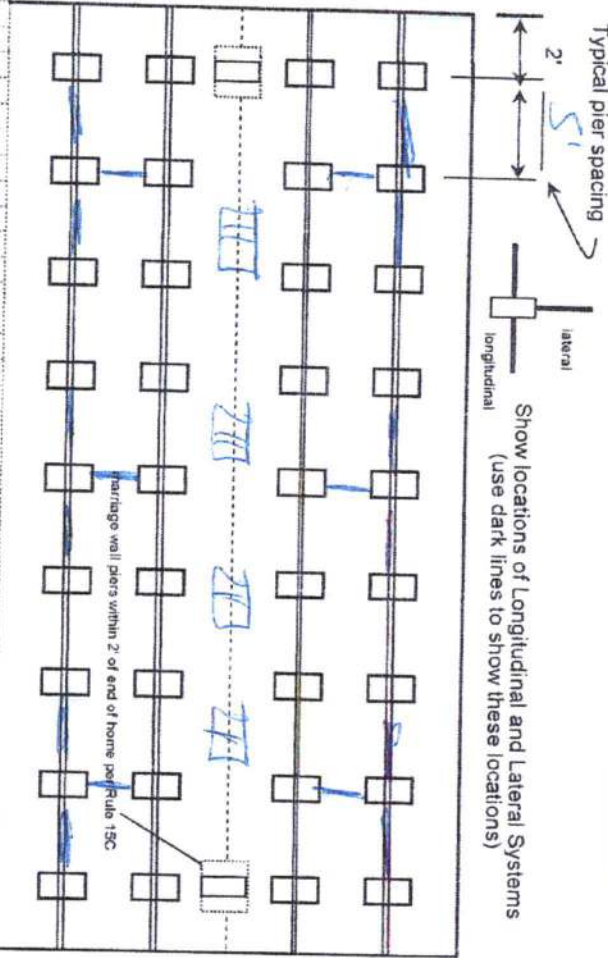 Typical pier spacing
2'
5'
lateral
longitudinal
Show locations of Longitudinal and Lateral Systems
(use dark lines to show these locations)
marriage wall piers within 2' of end of home per Rule 15C